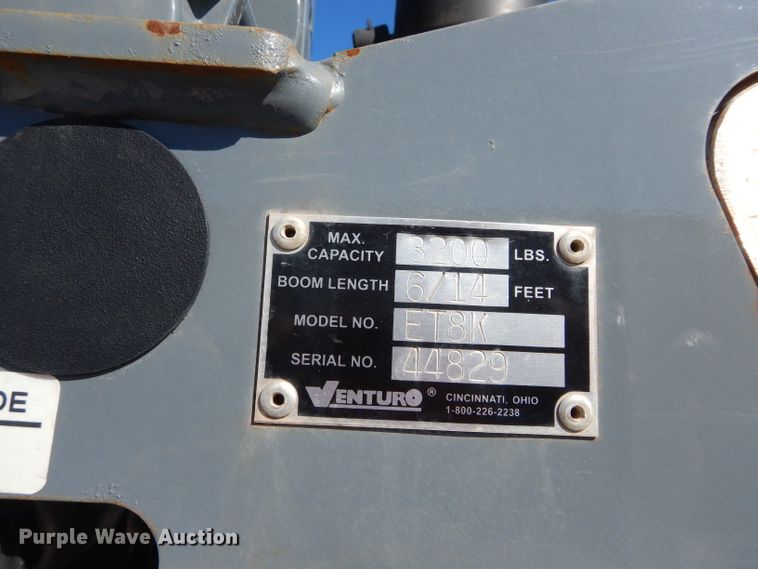 MAX. CAPACITY 3200 LBS.
BOOM LENGTH 6/14 FEET
MODEL NO. ET8K
SERIAL NO. 44829
VENTURO ® CINCINNATI, OHIO
1-800-226-2238
DE
Purple Wave Auction